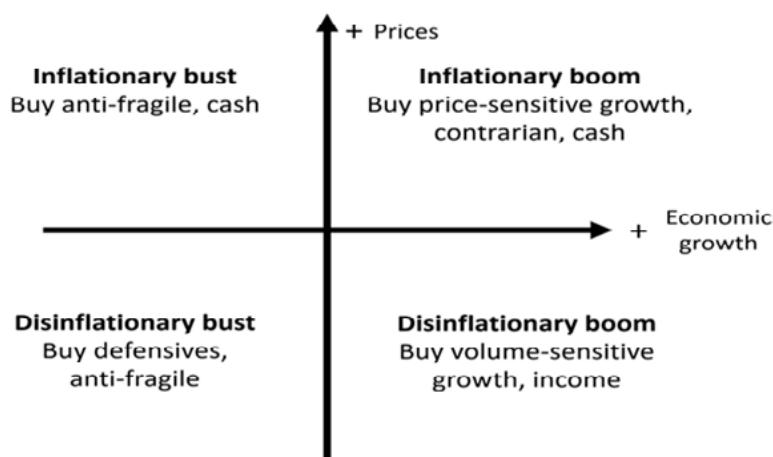 + Prices
Inflationary bust
Buy anti-fragile, cash
Inflationary boom
Buy price-sensitive growth,
contrarian, cash
+ Economic
growth
Disinflationary bust
Buy defensives,
anti-fragile
Disinflationary boom
Buy volume-sensitive
growth, income